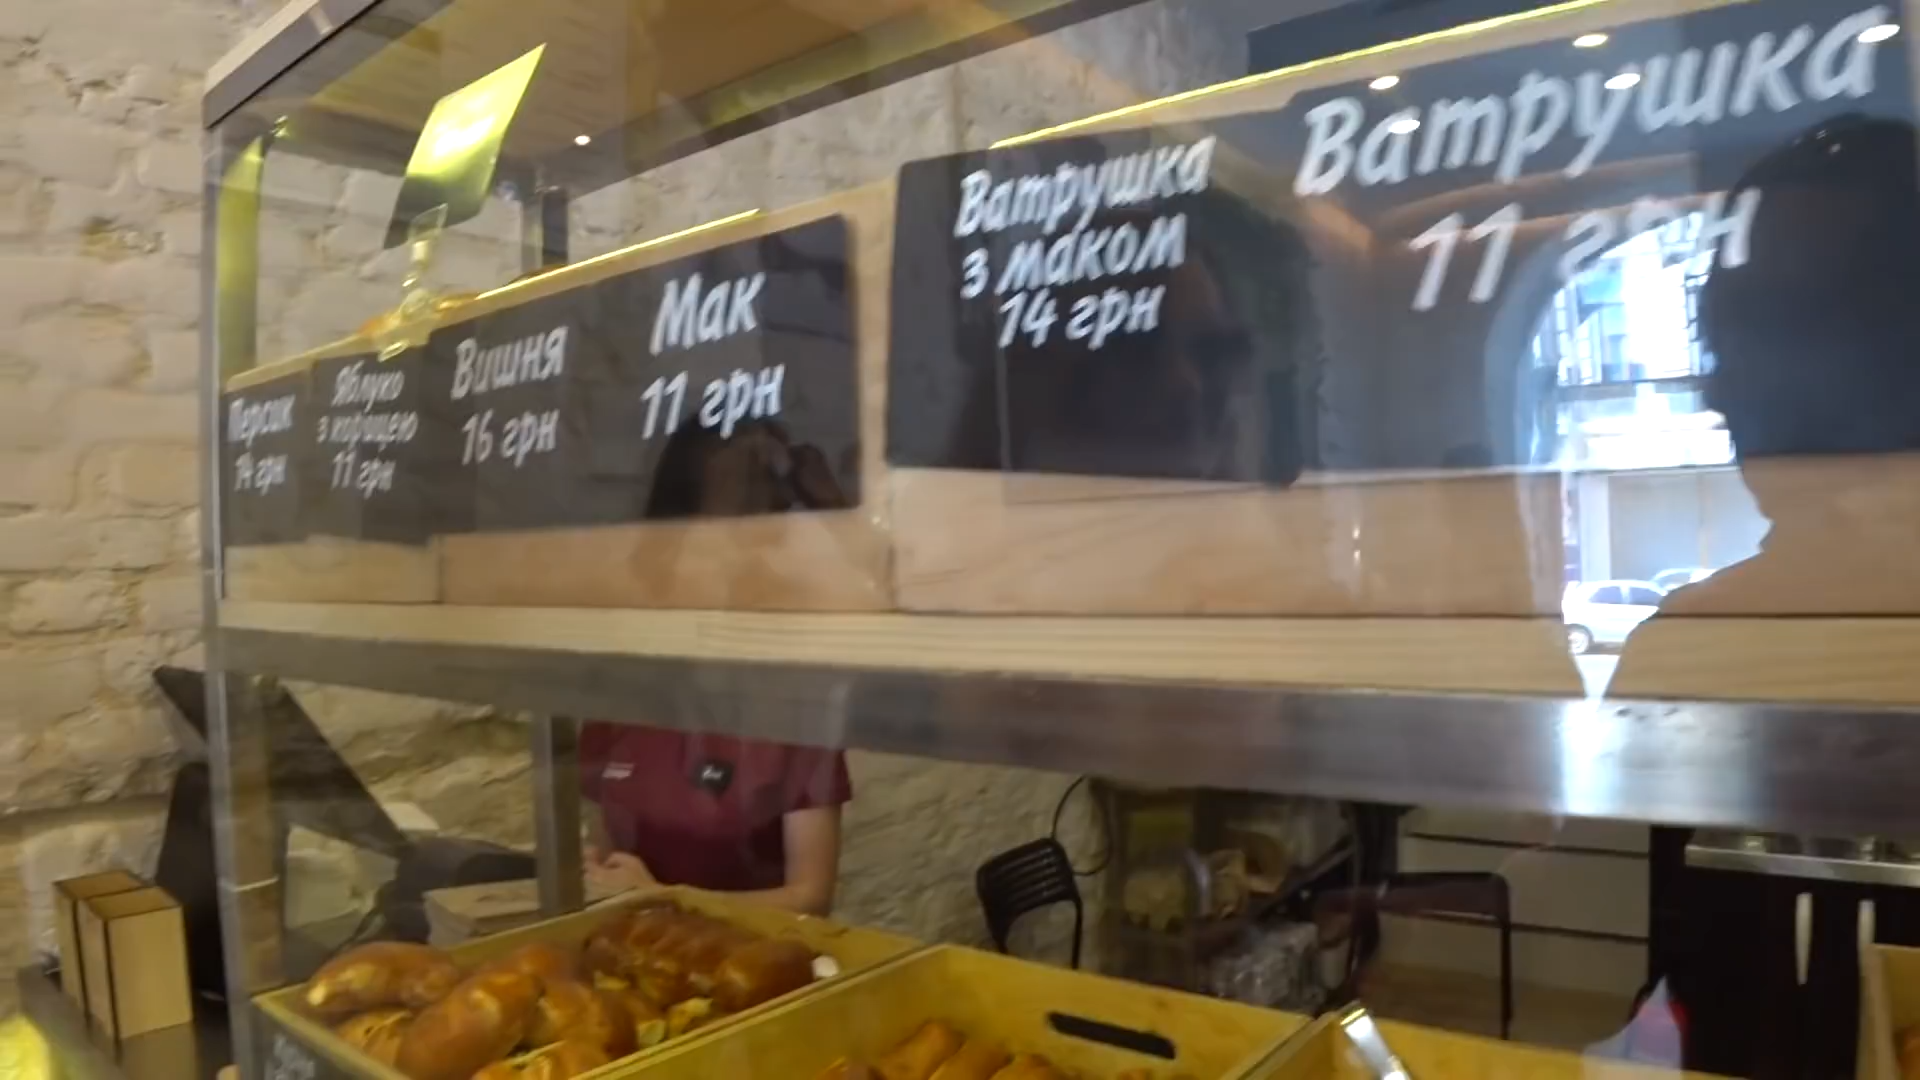 Персик
14 грн
Яблуко
з корицею
11 грн
Вишня
16 грн
Мак
11 грн
Ватрушка
з маком
14 грн
Ватрушка
11 грн